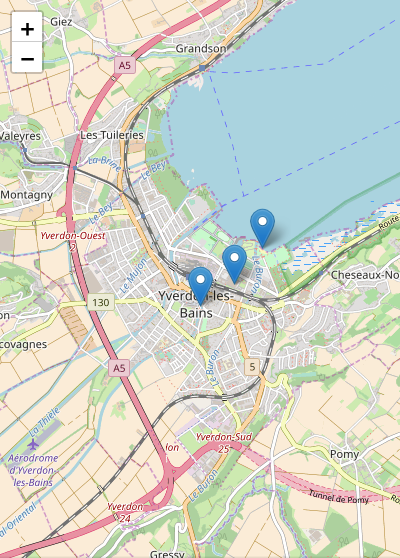 +
−
Giez
Grandson
A5
Valeyres
Les Tuileries
La Brine
Le Bey
Montagny
Le Bey
Yverdon-Ouest
2
Le Mujon
Le Buron
Route
Cheseaux-No
130
Yverdon-les-
Bains
on
covagnes
Le Buron
A5
5
La Thièle
Aérodrome
d'Yverdon-
les-Bains
lon
Yverdon-Sud
25
Pomy
al Oriental
Yverdon
24
Le Buron
Tunnel de Pomy
Gressy